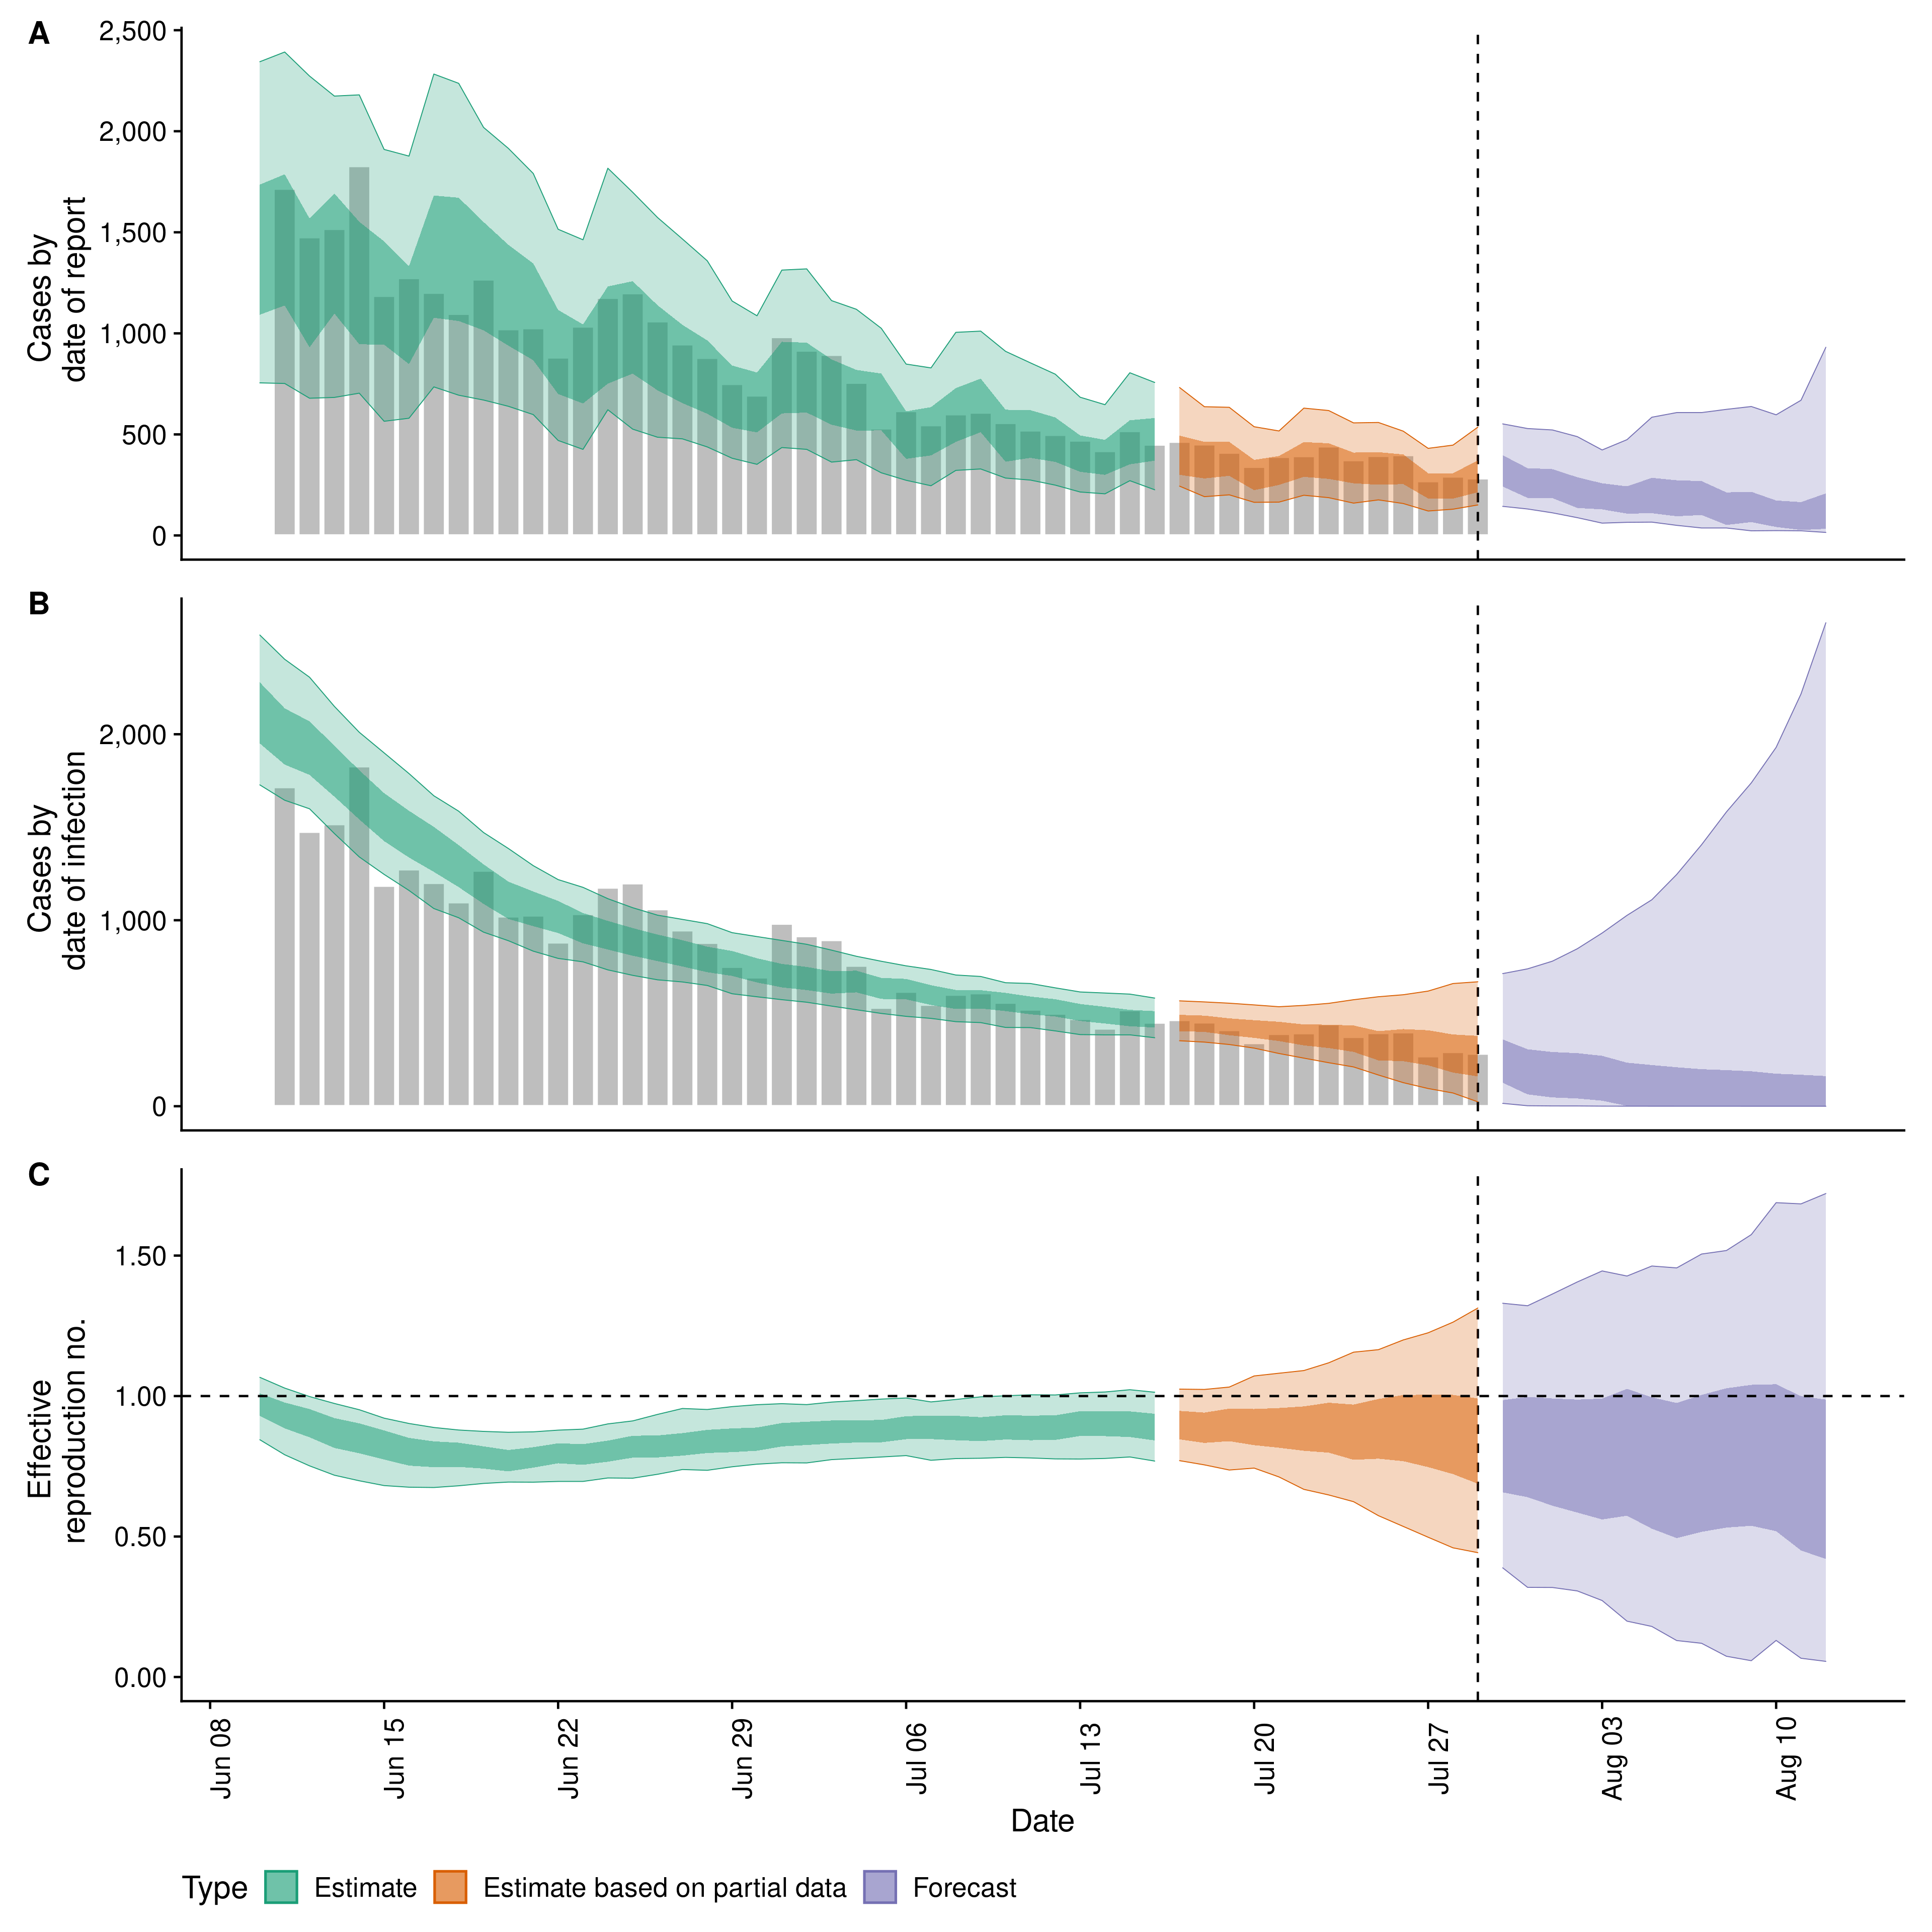 A
2,500
2,000
1,500
1,000
500
0
Cases by
date of report
B
2,000
1,000
0
Cases by
date of infection
C
1.50
1.00
0.50
0.00
Effective
reproduction no.
Jun 08
Jun 15
Jun 22
Jun 29
Jul 06
Jul 13
Jul 20
Jul 27
Aug 03
Aug 10
Date
Type Estimate Estimate based on partial data Forecast